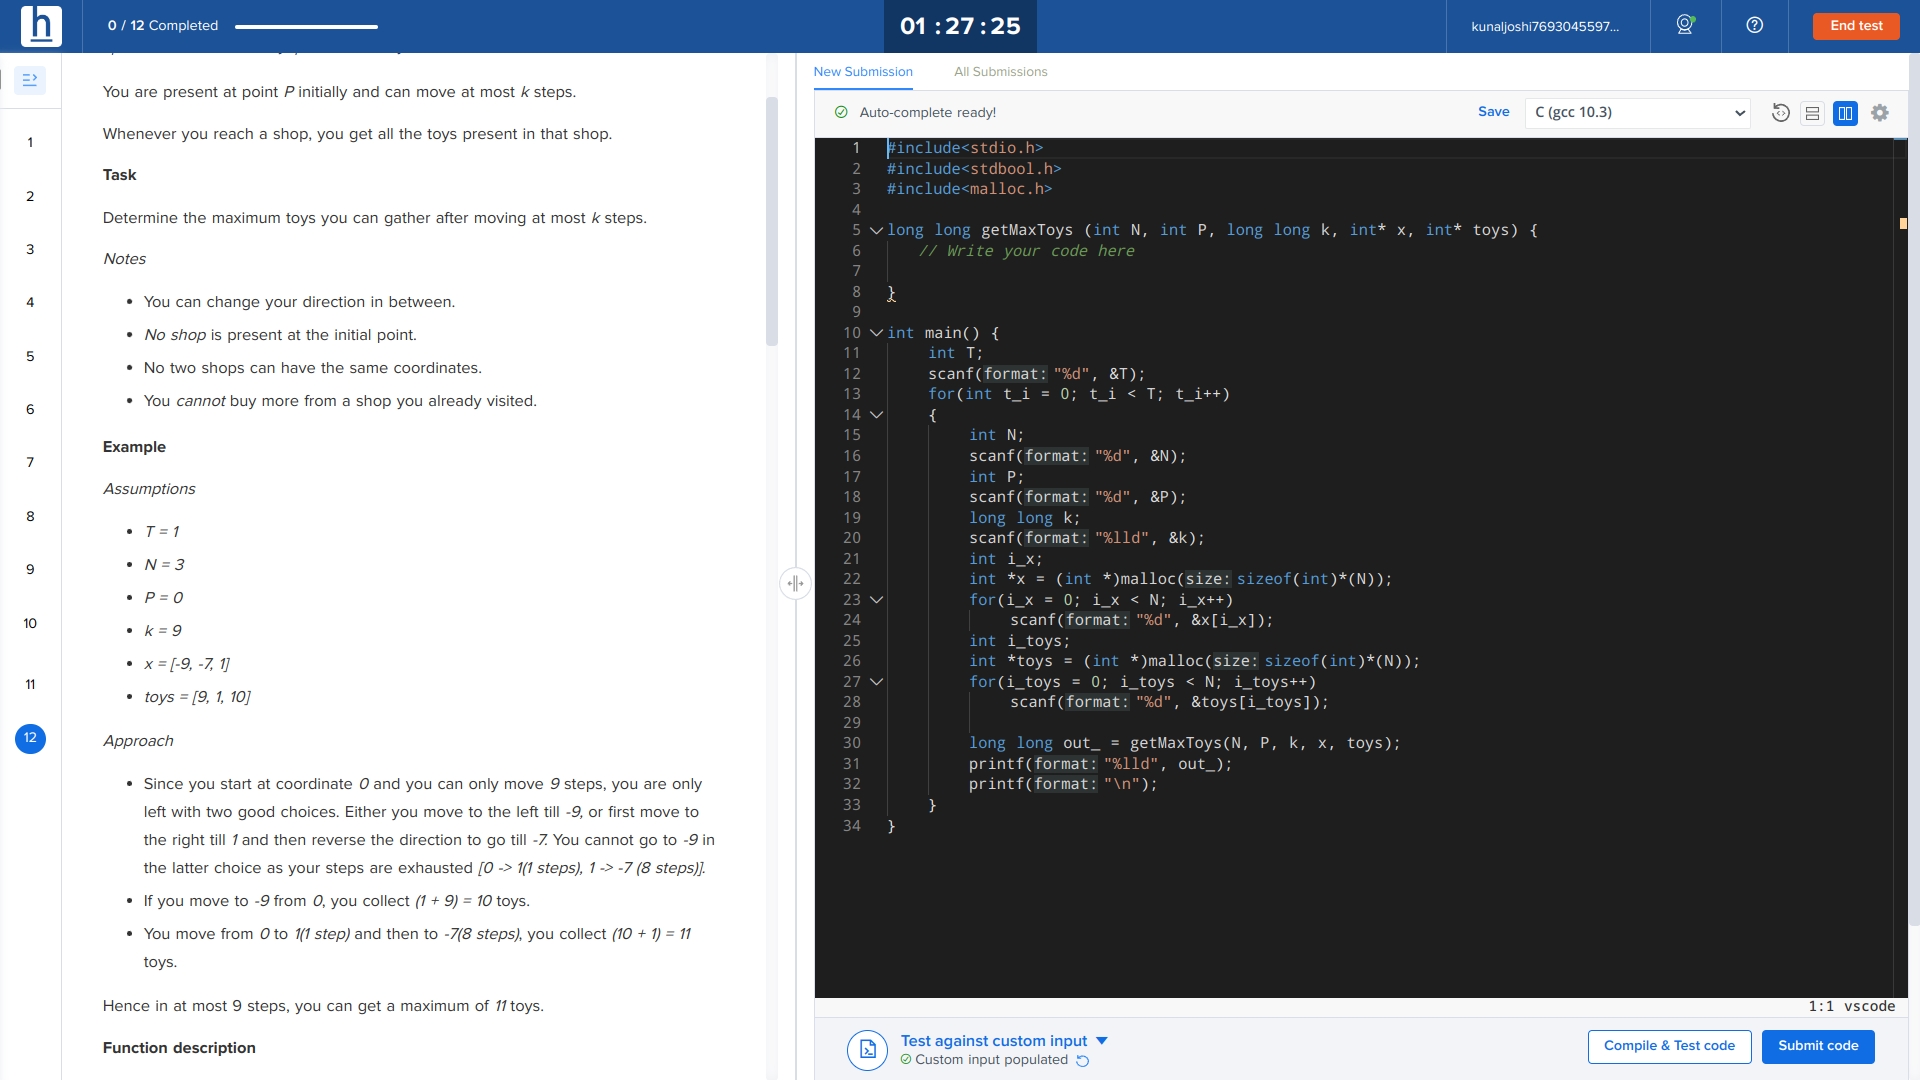 h
0 / 12 Completed
01 : 27 : 25
kunaljoshi7693045597...
End test
1
2
3
4
5
6
7
8
9
10
11
12
You are present at point P initially and can move at most k steps.
Whenever you reach a shop, you get all the toys present in that shop.
Task
Determine the maximum toys you can gather after moving at most k steps.
Notes
• You can change your direction in between.
• No shop is present at the initial point.
• No two shops can have the same coordinates.
• You cannot buy more from a shop you already visited.
Example
Assumptions
• T = 1
• N = 3
• P = 0
• k = 9
• x = [-9, -7, 1]
• toys = [9, 1, 10]
Approach
• Since you start at coordinate 0 and you can only move 9 steps, you are only
left with two good choices. Either you move to the left till -9, or first move to
the right till 1 and then reverse the direction to go till -7. You cannot go to -9 in
the latter choice as your steps are exhausted [0 -> 1(1 steps), 1 -> -7 (8 steps)].
• If you move to -9 from 0, you collect (1 + 9) = 10 toys.
• You move from 0 to 1(1 step) and then to -7(8 steps), you collect (10 + 1) = 11
toys.
Hence in at most 9 steps, you can get a maximum of 11 toys.
Function description
New Submission
All Submissions
Auto-complete ready!
Save
C (gcc 10.3)
1 #include<stdio.h>
2 #include<stdbool.h>
3 #include<malloc.h>
4
5 long long getMaxToys (int N, int P, long long k, int* x, int* toys) {
6 // Write your code here
7
8 }
9
10 int main() {
11 int T;
12 scanf(format: "%d", &T);
13 for(int t_i = 0; t_i < T; t_i++)
14 {
15 int N;
16 scanf(format: "%d", &N);
17 int P;
18 scanf(format: "%d", &P);
19 long long k;
20 scanf(format: "%lld", &k);
21 int i_x;
22 int *x = (int *)malloc(size: sizeof(int)*(N));
23 for(i_x = 0; i_x < N; i_x++)
24 scanf(format: "%d", &x[i_x]);
25 int i_toys;
26 int *toys = (int *)malloc(size: sizeof(int)*(N));
27 for(i_toys = 0; i_toys < N; i_toys++)
28 scanf(format: "%d", &toys[i_toys]);
29
30 long long out_ = getMaxToys(N, P, k, x, toys);
31 printf(format: "%lld", out_);
32 printf(format: "\n");
33 }
34 }
1:1 vscode
Test against custom input
Custom input populated
Compile & Test code
Submit code